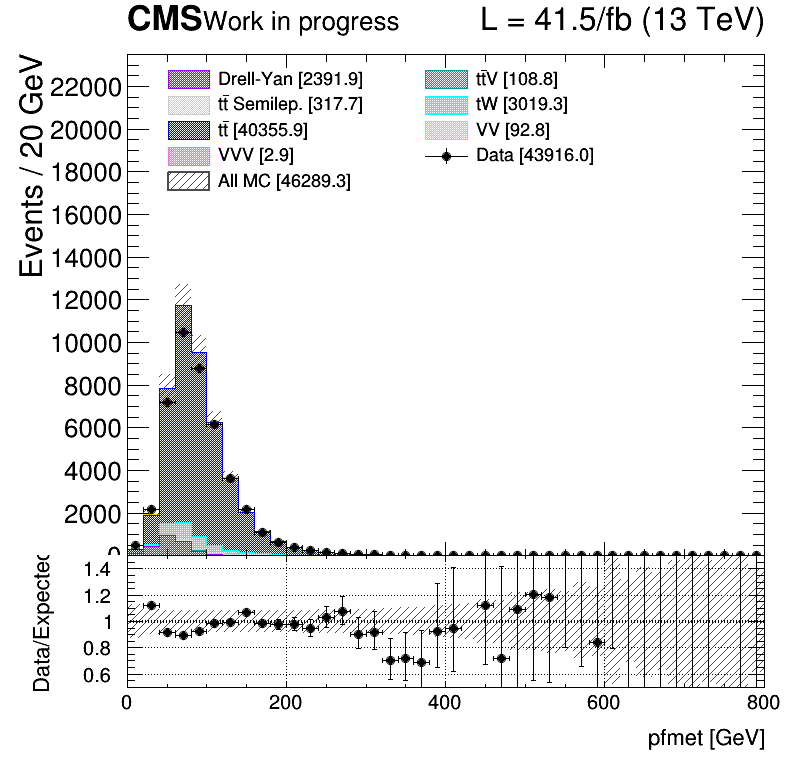 CMS Work in progress L = 41.5/fb (13 TeV)
Events / 20 GeV
22000
20000
18000
16000
14000
12000
10000
8000
6000
4000
2000
0
Drell-Yan [2391.9]
tt̄ Semilep. [317.7]
tt̄ [40355.9]
VVV [2.9]
All MC [46289.3]
tt̄V [108.8]
tW [3019.3]
VV [92.8]
Data [43916.0]
Data/Expected
1.4
1.2
1
0.8
0.6
0 200 400 600 800
pfmet [GeV]